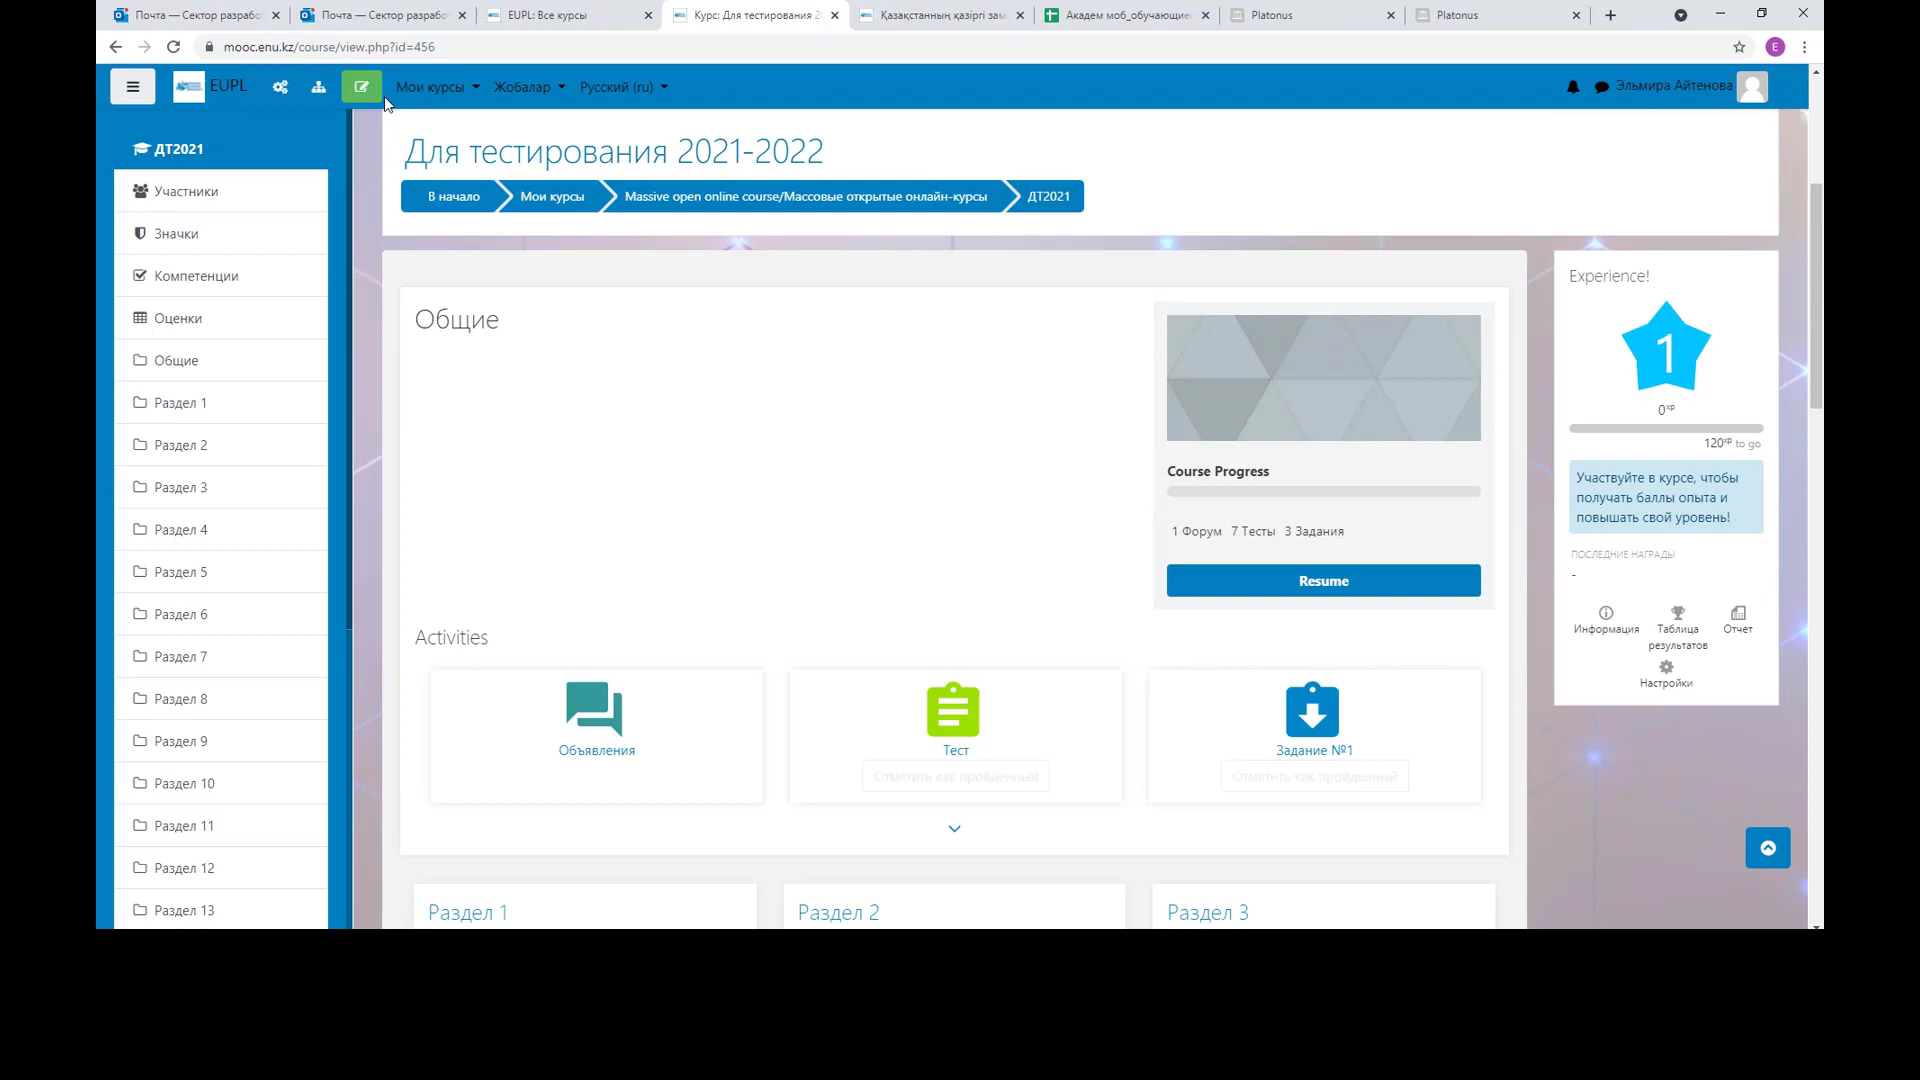 Почта — Сектор разрабо
Почта — Сектор разрабо
EUPL: Все курсы
Курс: Для тестирования 2
Қазақстанның қазіргі зам
Академ моб_обучающиес
Platonus
Platonus
mooc.enu.kz/course/view.php?id=456
E
EUPL
Мои курсы
Жобалар
Русский (ru)
Эльмира Айтенова
ДТ2021
Участники
Значки
Компетенции
Оценки
Общие
Раздел 1
Раздел 2
Раздел 3
Раздел 4
Раздел 5
Раздел 6
Раздел 7
Раздел 8
Раздел 9
Раздел 10
Раздел 11
Раздел 12
Раздел 13
Для тестирования 2021-2022
В начало
Мои курсы
Massive open online course/Массовые открытые онлайн-курсы
ДТ2021
Общие
Course Progress
1 Форум 7 Тесты 3 Задания
Resume
Activities
Объявления
Тест
Отметить как пройденный
Задание №1
Отметить как пройденный
Раздел 1
Раздел 2
Раздел 3
Experience!
1
0xp
120xp to go
Участвуйте в курсе, чтобы
получать баллы опыта и
повышать свой уровень!
ПОСЛЕДНИЕ НАГРАДЫ
-
Информация
Таблица
результатов
Отчет
Настройки